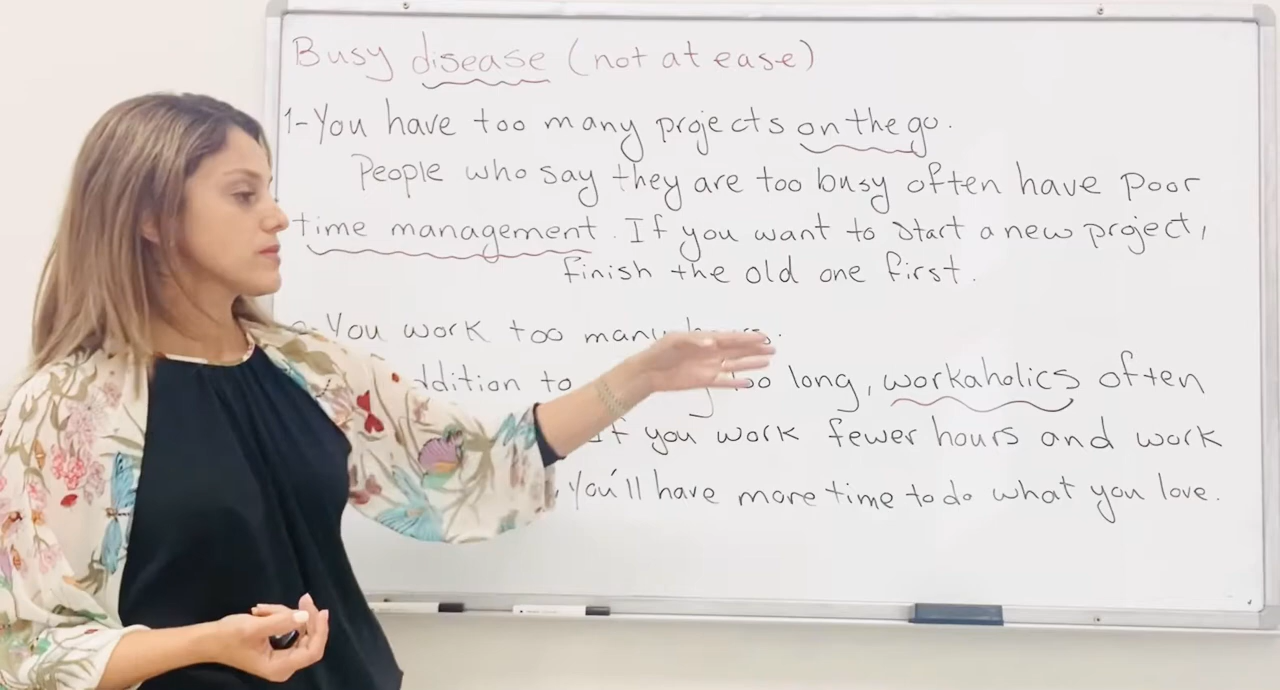 Busy disease (not at ease)
1- You have too many projects on the go.
People who say they are too busy often have poor
time management. If you want to start a new project,
finish the old one first.
You work too many
to long, workaholics often
If you work fewer hours and work
, You'll have more time to do what you love.